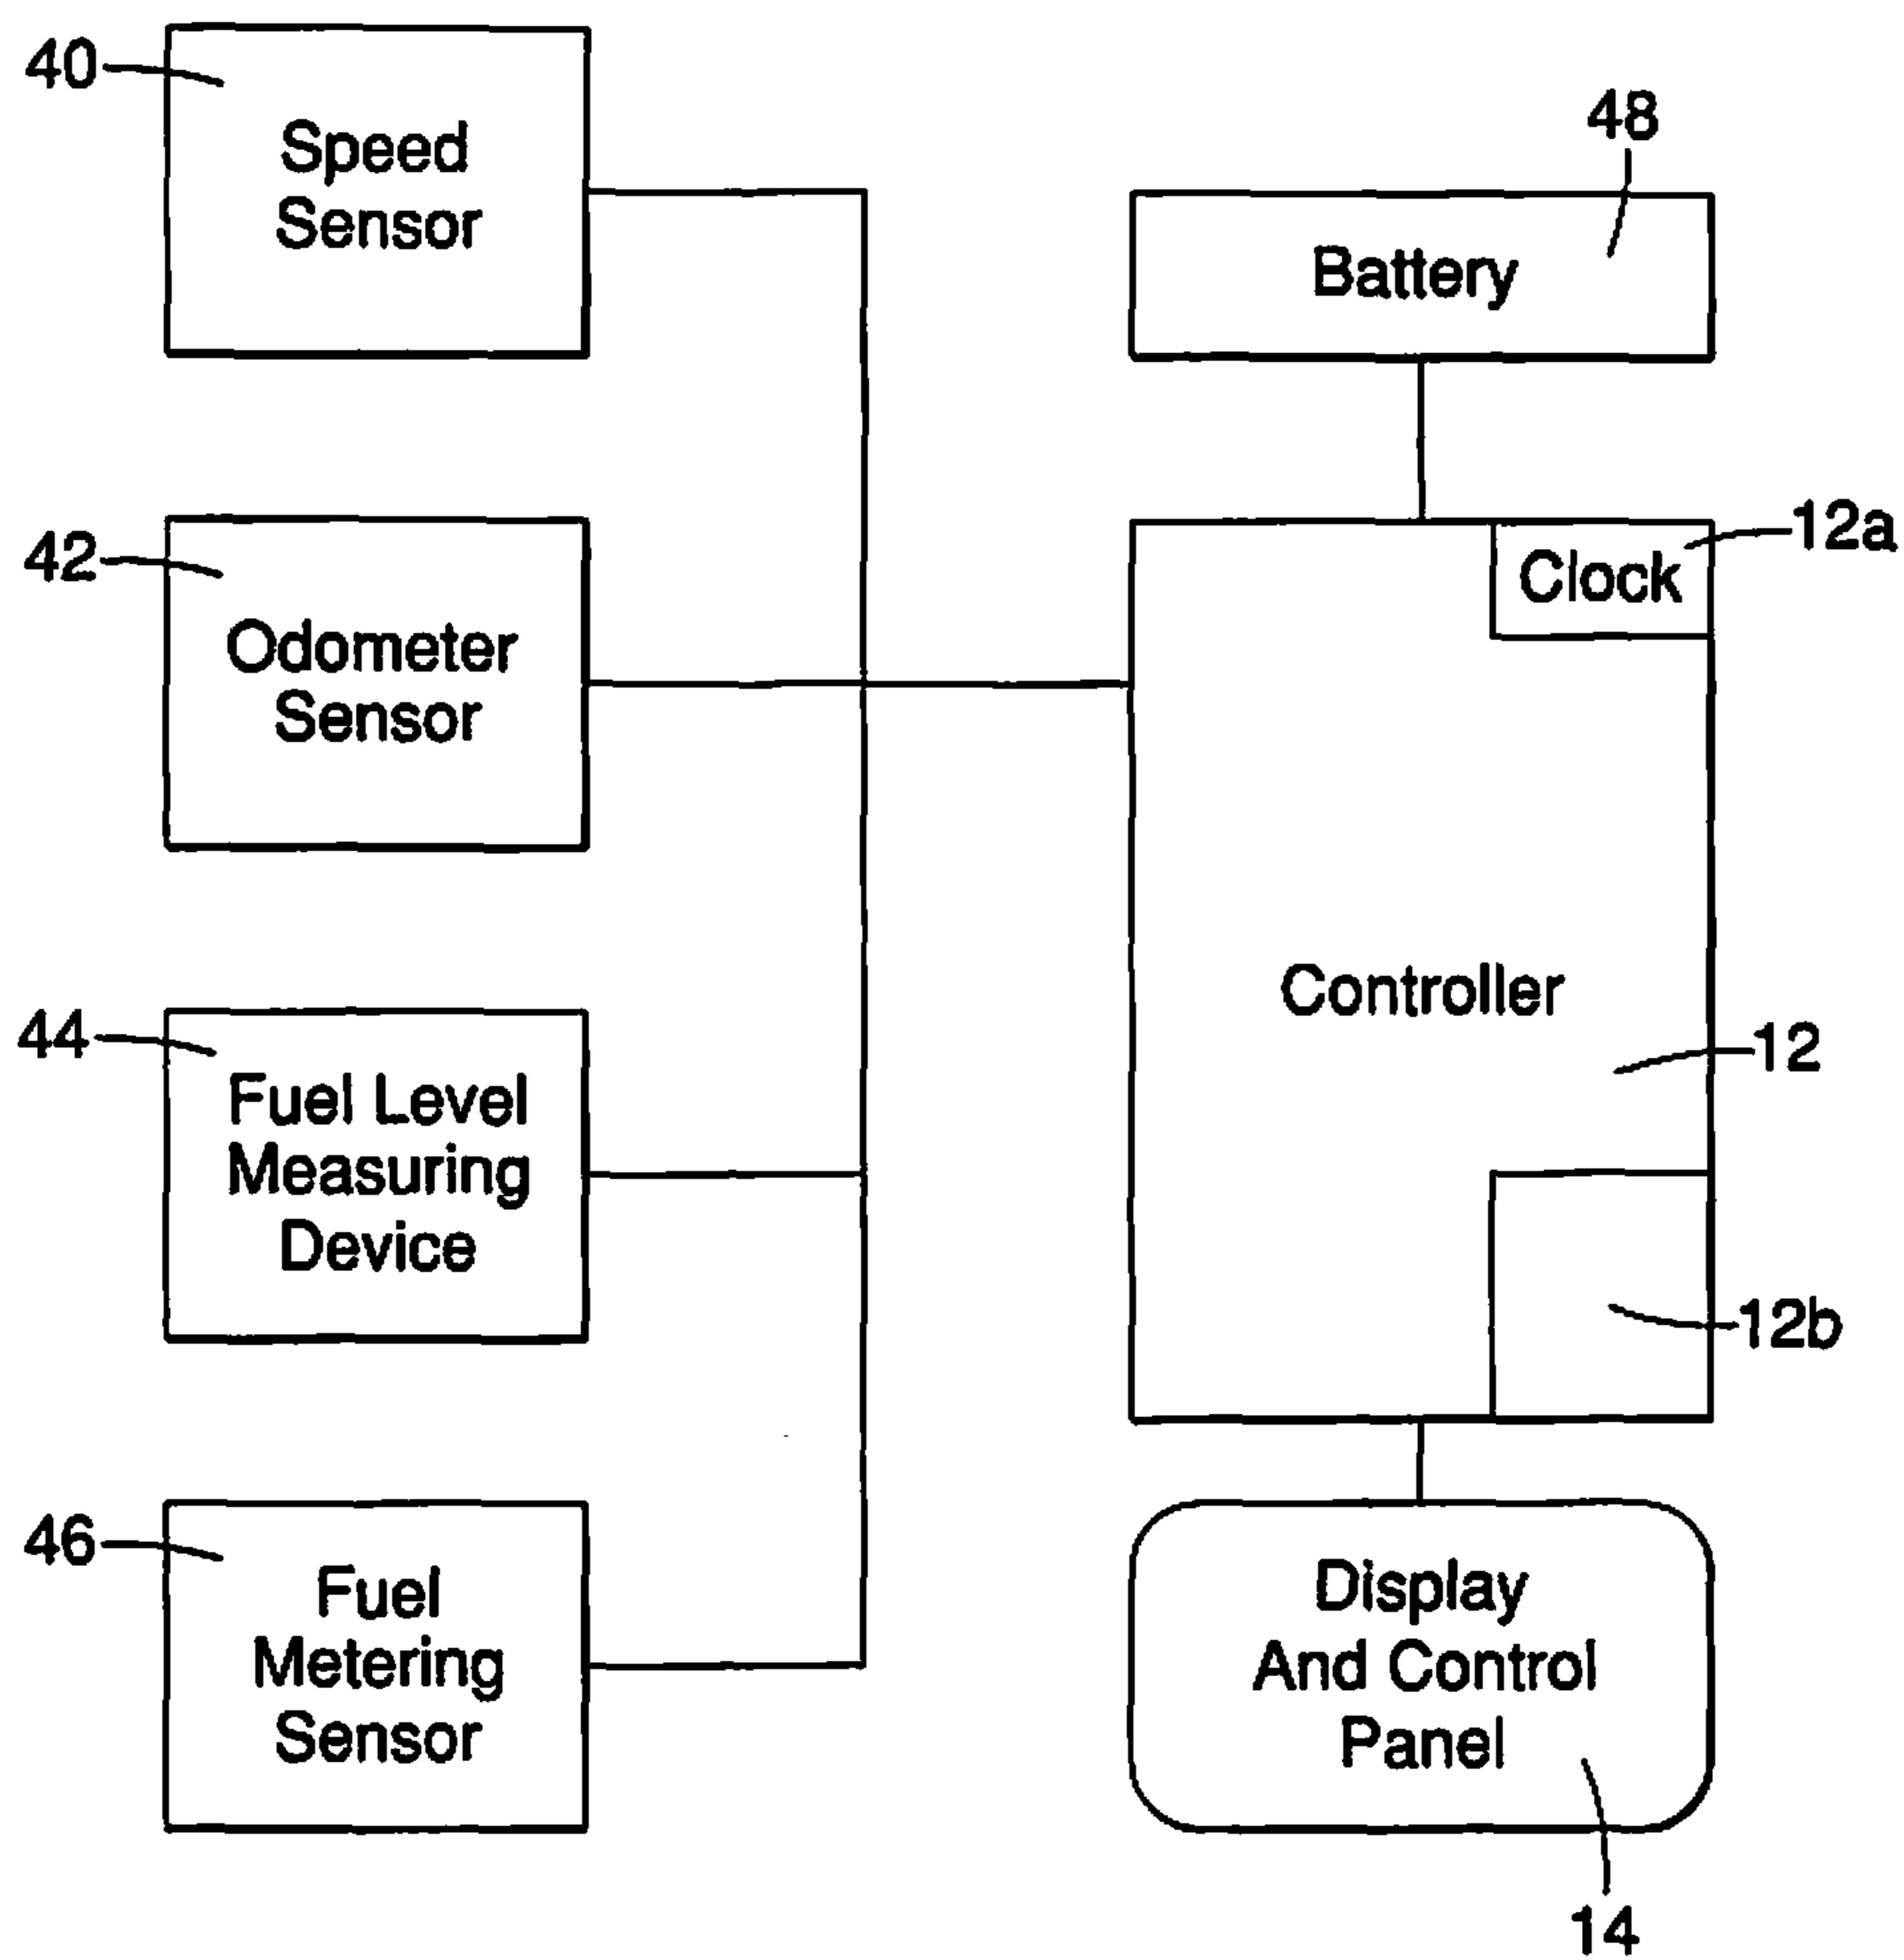 40
Speed
Sensor
48
Battery
42
Odometer
Sensor
12a
Clock
Controller
12
44
Fuel Level
Measuring
Device
12b
46
Fuel
Metering
Sensor
Display
And Control
Panel
14